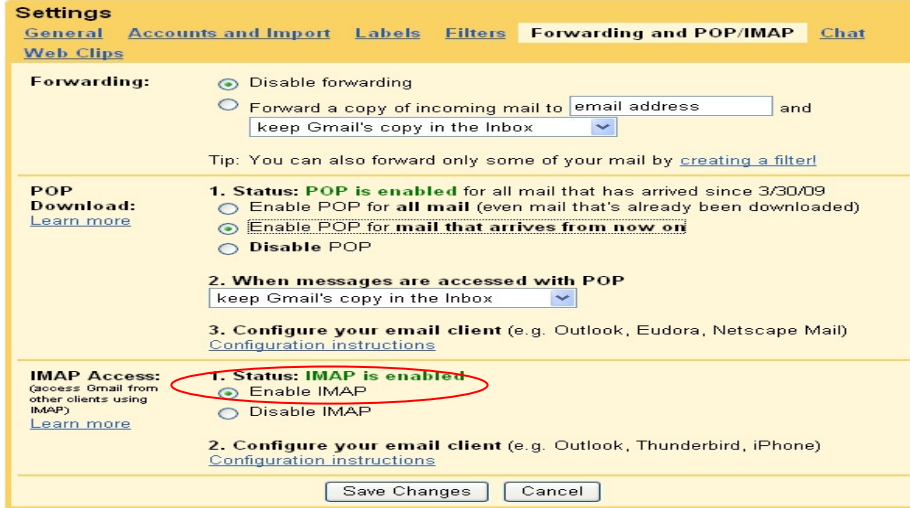 Settings
General Accounts and Import Labels Filters Forwarding and POP/IMAP Chat
Web Clips
Forwarding: Disable forwarding
Forward a copy of incoming mail to email address and
keep Gmail's copy in the Inbox
Tip: You can also forward only some of your mail by creating a filter!
POP 1. Status: POP is enabled for all mail that has arrived since 3/30/09
Download: Enable POP for all mail (even mail that's already been downloaded)
Learn more Enable POP for mail that arrives from now on
Disable POP
2. When messages are accessed with POP
keep Gmail's copy in the Inbox
3. Configure your email client (e.g. Outlook, Eudora, Netscape Mail)
Configuration instructions
IMAP Access: 1. Status: IMAP is enabled
(access Gmail from Enable IMAP
other clients using
IMAP) Disable IMAP
Learn more
2. Configure your email client (e.g. Outlook, Thunderbird, iPhone)
Configuration instructions
Save Changes Cancel